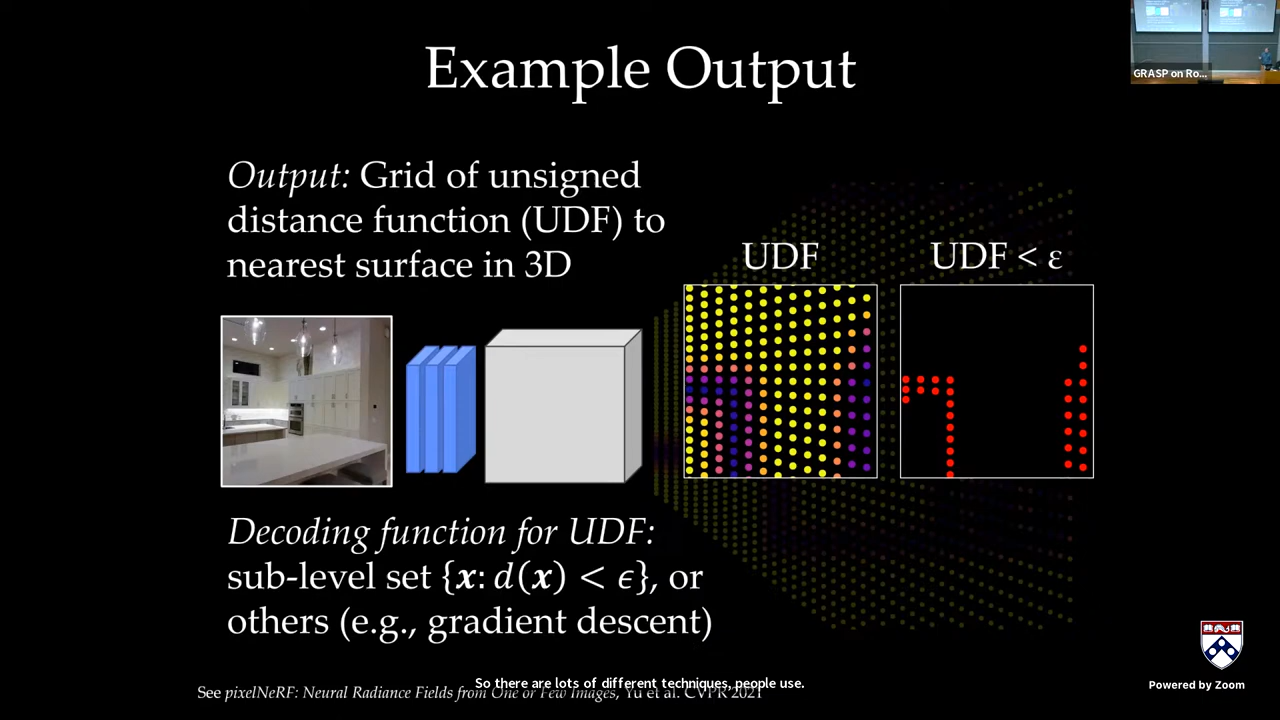 Example Output
GRASP on Ro...
Output: Grid of unsigned
distance function (UDF) to
nearest surface in 3D
UDF
UDF < ε
Decoding function for UDF:
sub-level set {x: d(x) < ϵ}, or
others (e.g., gradient descent)
So there are lots of different techniques, people use.
See pixelNeRF: Neural Radiance Fields from One or Few Images, Yu et al. CVPR 2021
Powered by Zoom